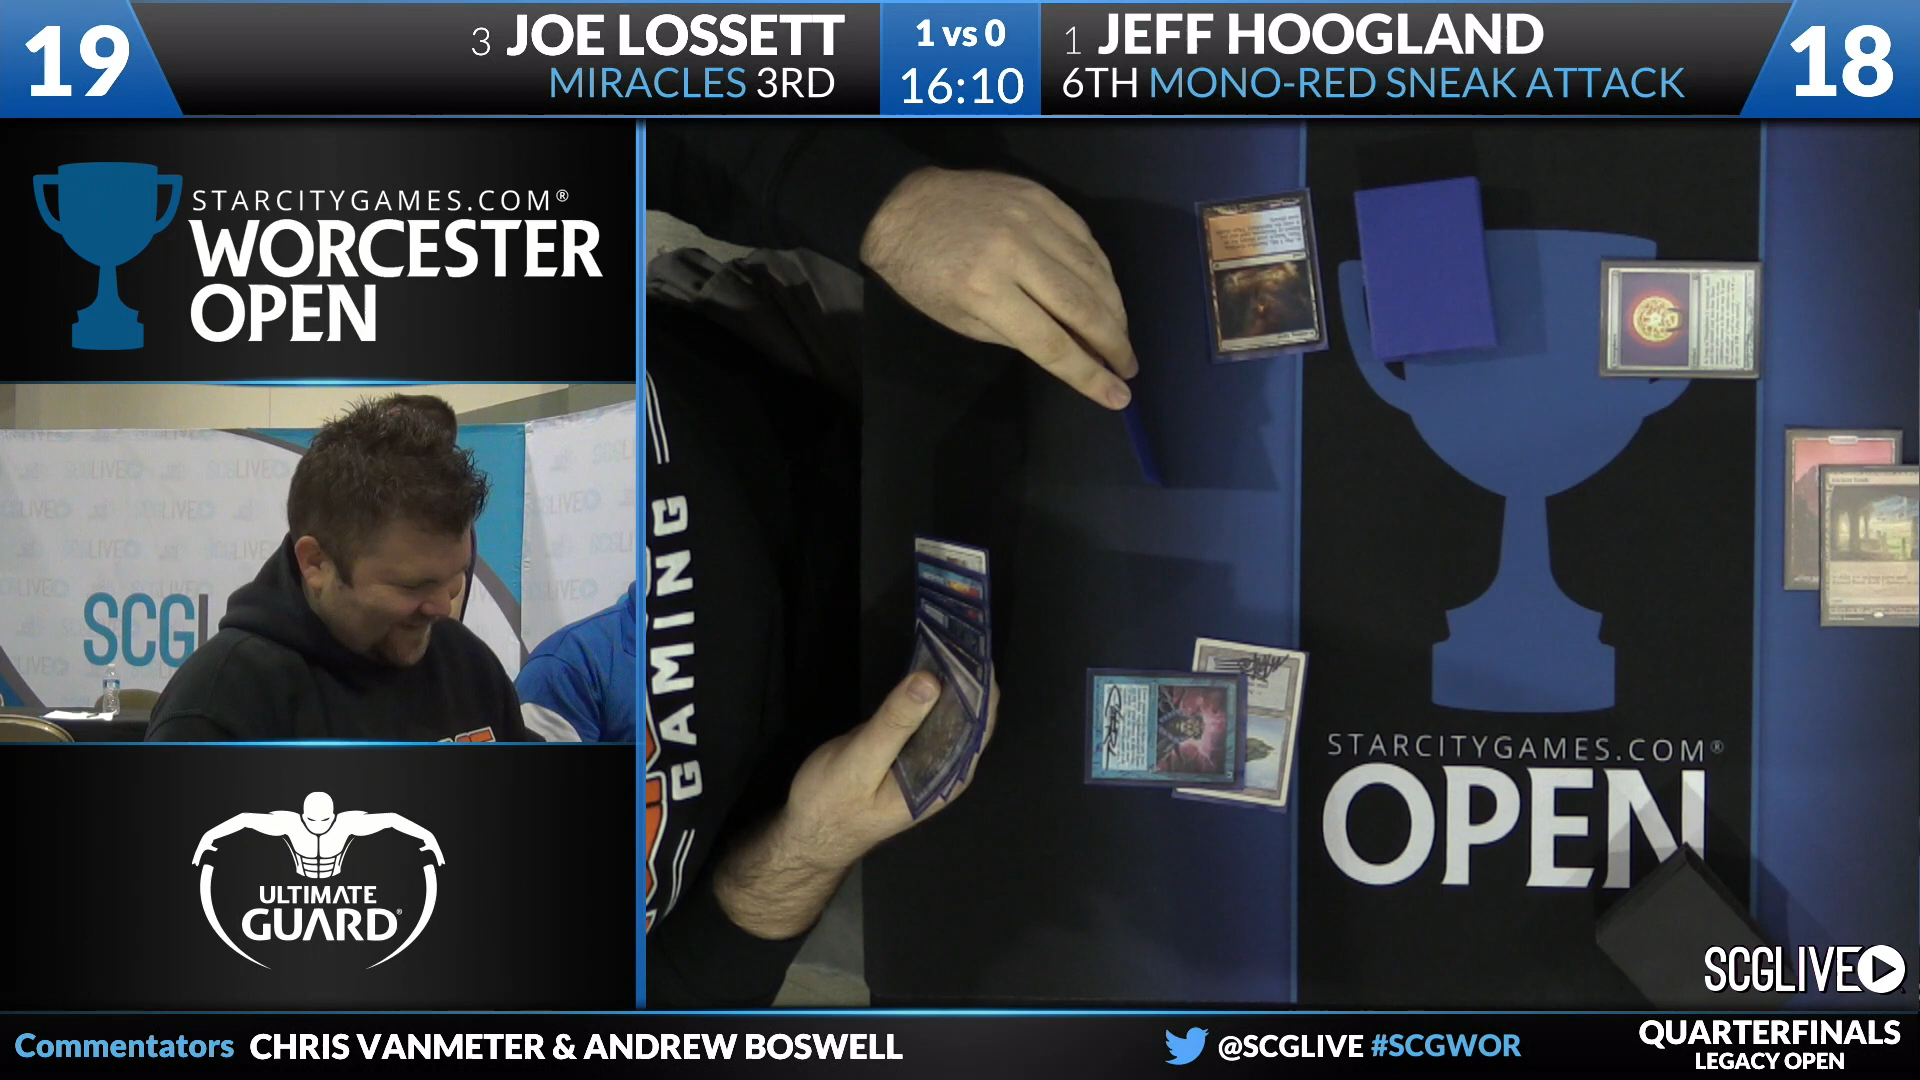 19
3 JOE LOSSETT
MIRACLES 3RD
1 vs 0
16:10
1 JEFF HOOGLAND
6TH MONO-RED SNEAK ATTACK
18
STARCITYGAMES.COM®
WORCESTER
OPEN
SCGL
ULTIMATE
GUARD®
GAMING
STARCITYGAMES.COM®
OPEN
SCGLIVE
Commentators CHRIS VANMETER & ANDREW BOSWELL
@SCGLIVE #SCGWOR
QUARTERFINALS
LEGACY OPEN